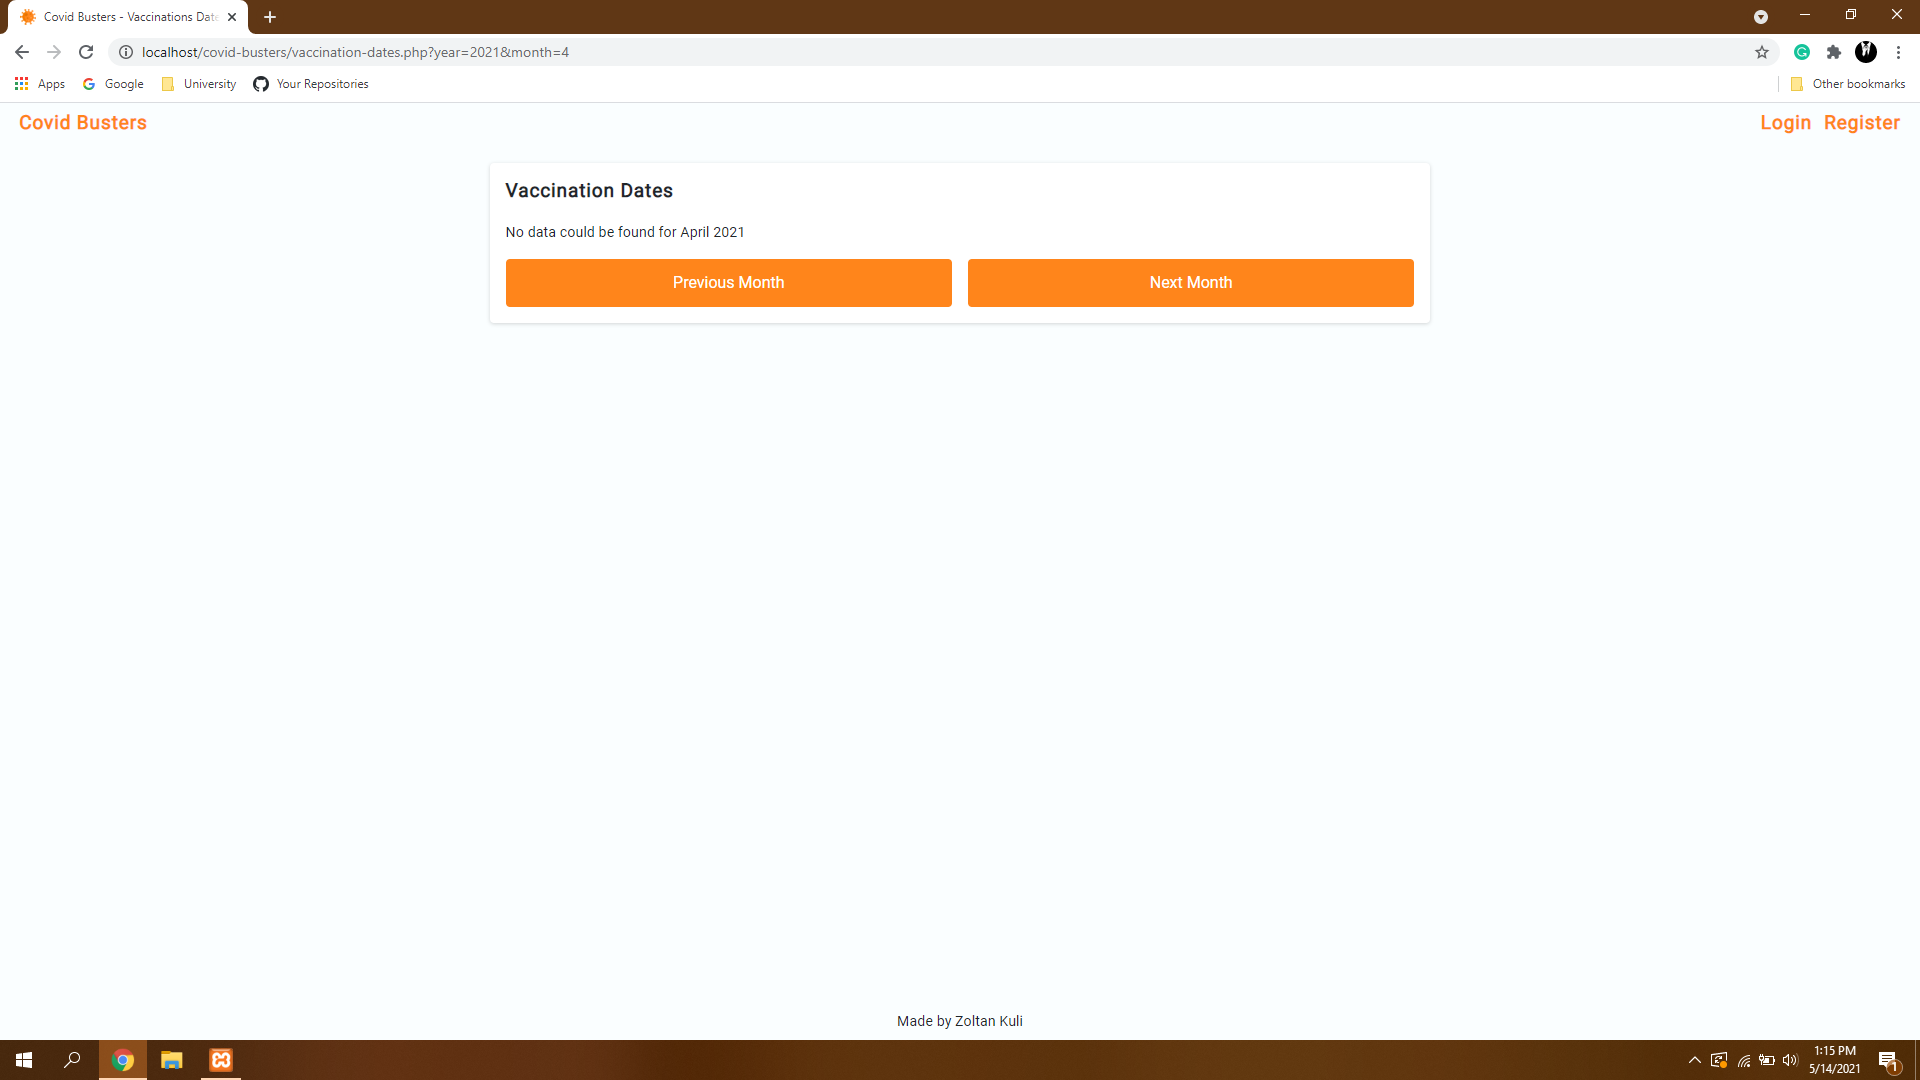 Covid Busters - Vaccinations Date
localhost/covid-busters/vaccination-dates.php?year=2021&month=4
Apps Google University Your Repositories Other bookmarks
Covid Busters Login Register
Vaccination Dates
No data could be found for April 2021
Previous Month Next Month
Made by Zoltan Kuli
1:15 PM
5/14/2021
1